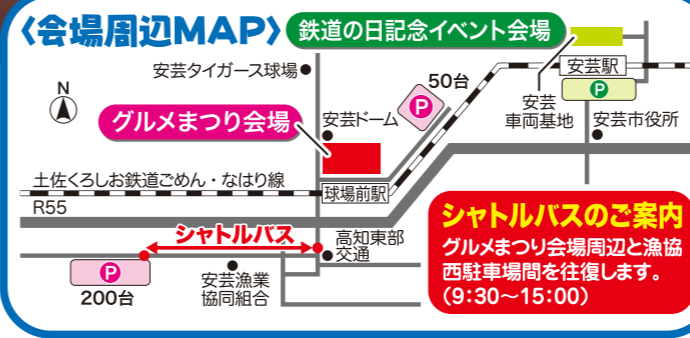 〈会場周辺MAP〉
鉄道の日記念イベント会場
安芸タイガース球場
N
50台
P
安芸駅
P
安芸
車両基地
安芸市役所
グルメまつり会場
安芸ドーム
土佐くろしお鉄道ごめん・なはり線
球場前駅
R55
シャトルバス
高知東部
交通
P
200台
安芸漁業
協同組合
シャトルバスのご案内
グルメまつり会場周辺と漁協
西駐車場間を往復します。
(9:30〜15:00)